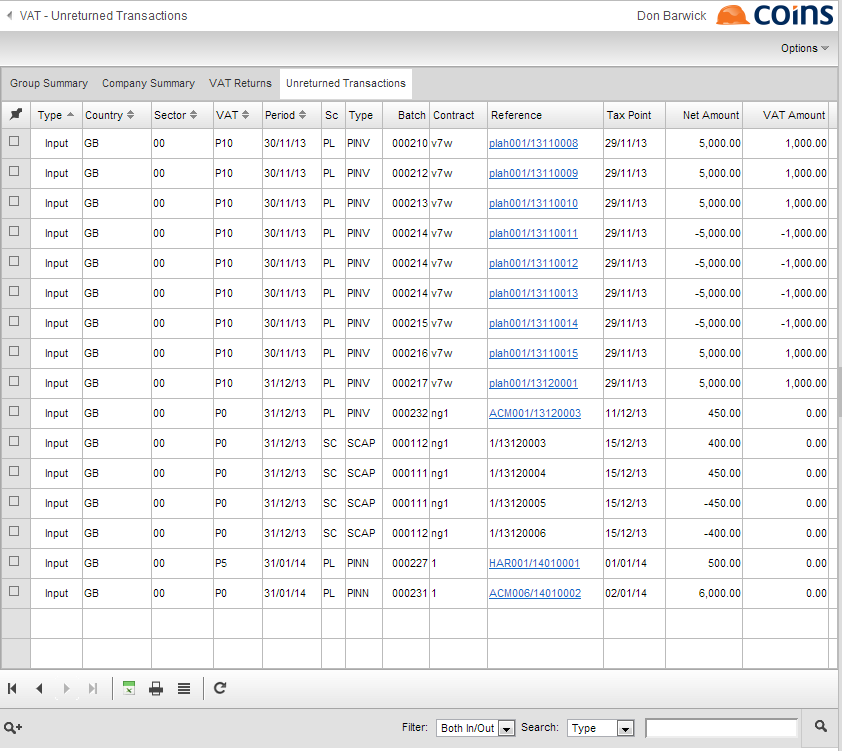 VAT - Unreturned Transactions Don Barwick COINS
Options
Group Summary Company Summary VAT Returns Unreturned Transactions
Type Country Sector VAT Period Sc Type Batch Contract Reference Tax Point Net Amount VAT Amount
Input GB 00 P10 30/11/13 PL PINV 000210 v7w plah001/13110008 29/11/13 5,000.00 1,000.00
Input GB 00 P10 30/11/13 PL PINV 000212 v7w plah001/13110009 29/11/13 5,000.00 1,000.00
Input GB 00 P10 30/11/13 PL PINV 000213 v7w plah001/13110010 29/11/13 5,000.00 1,000.00
Input GB 00 P10 30/11/13 PL PINV 000214 v7w plah001/13110011 29/11/13 -5,000.00 -1,000.00
Input GB 00 P10 30/11/13 PL PINV 000214 v7w plah001/13110012 29/11/13 -5,000.00 -1,000.00
Input GB 00 P10 30/11/13 PL PINV 000214 v7w plah001/13110013 29/11/13 -5,000.00 -1,000.00
Input GB 00 P10 30/11/13 PL PINV 000215 v7w plah001/13110014 29/11/13 -5,000.00 -1,000.00
Input GB 00 P10 30/11/13 PL PINV 000216 v7w plah001/13110015 29/11/13 5,000.00 1,000.00
Input GB 00 P10 31/12/13 PL PINV 000217 v7w plah001/13120001 29/11/13 5,000.00 1,000.00
Input GB 00 P0 31/12/13 PL PINV 000232 ng1 ACM001/13120003 11/12/13 450.00 0.00
Input GB 00 P0 31/12/13 SC SCAP 000112 ng1 1/13120003 15/12/13 400.00 0.00
Input GB 00 P0 31/12/13 SC SCAP 000111 ng1 1/13120004 15/12/13 450.00 0.00
Input GB 00 P0 31/12/13 SC SCAP 000111 ng1 1/13120005 15/12/13 -450.00 0.00
Input GB 00 P0 31/12/13 SC SCAP 000112 ng1 1/13120006 15/12/13 -400.00 0.00
Input GB 00 P5 31/01/14 PL PINN 000227 1 HAR001/14010001 01/01/14 500.00 0.00
Input GB 00 P0 31/01/14 PL PINN 000231 1 ACM006/14010002 02/01/14 6,000.00 0.00
Filter: Both In/Out Search: Type